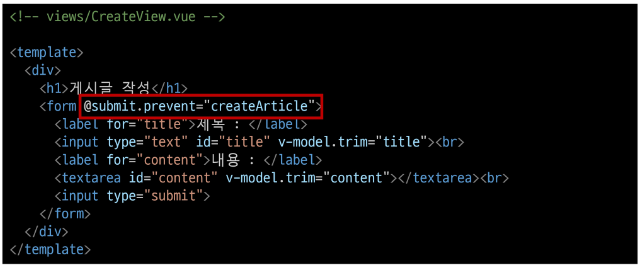 <!-- views/CreateView.vue -->
<template>
<div>
<h1>게시글 작성</h1>
<form @submit.prevent="createArticle">
<label for="title">제목 : </label>
<input type="text" id="title" v-model.trim="title"><br>
<label for="content">내용 : </label>
<textarea id="content" v-model.trim="content"></textarea><br>
<input type="submit">
</form>
</div>
</template>